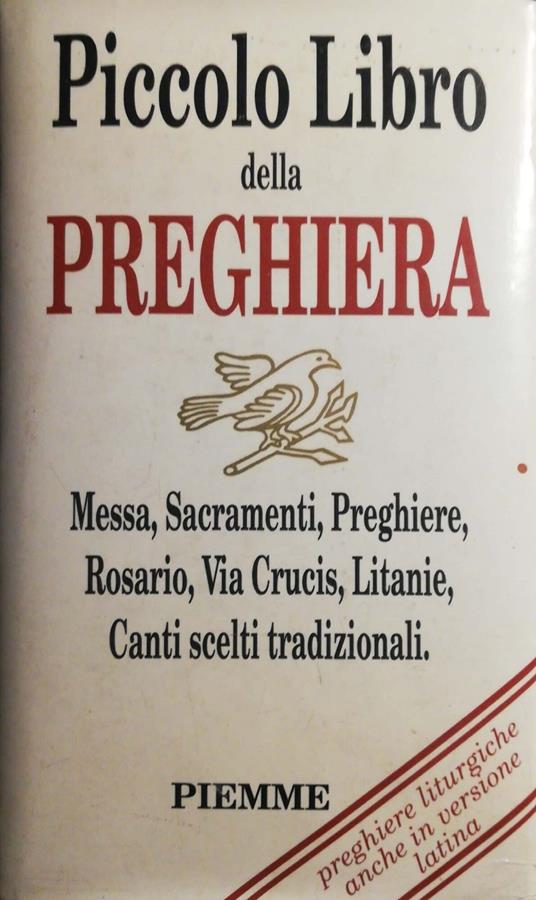 Piccolo Libro
della
PREGHIERA
Messa, Sacramenti, Preghiere,
Rosario, Via Crucis, Litanie,
Canti scelti tradizionali.
PIEMME
preghiere liturgiche
anche in versione
latina